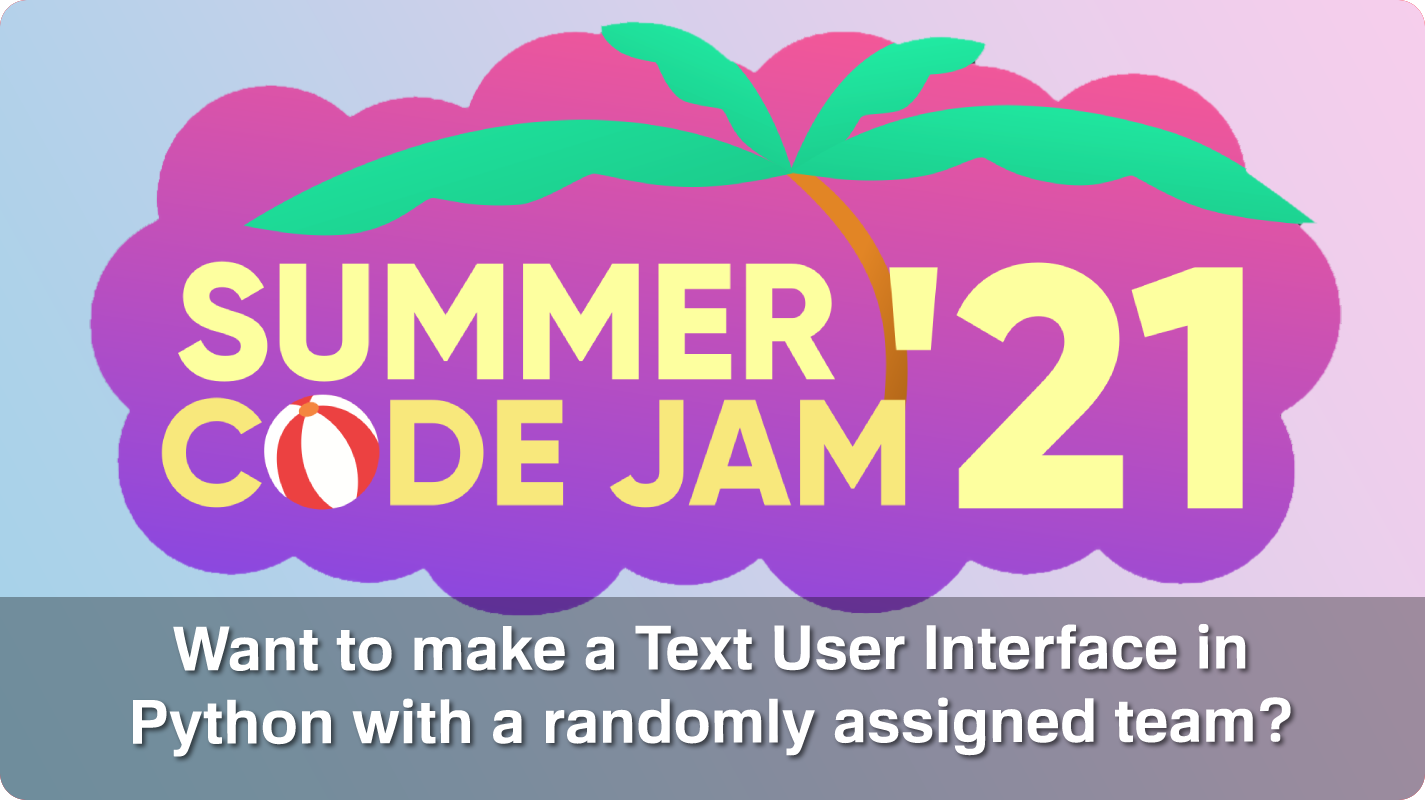 SUMMER '21
CODE JAM
Want to make a Text User Interface in
Python with a randomly assigned team?